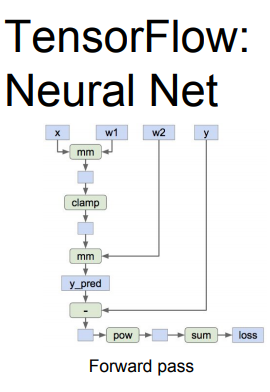 TensorFlow:
Neural Net
x w1 w2 y
mm
clamp
mm
y_pred
-
pow sum loss
Forward pass